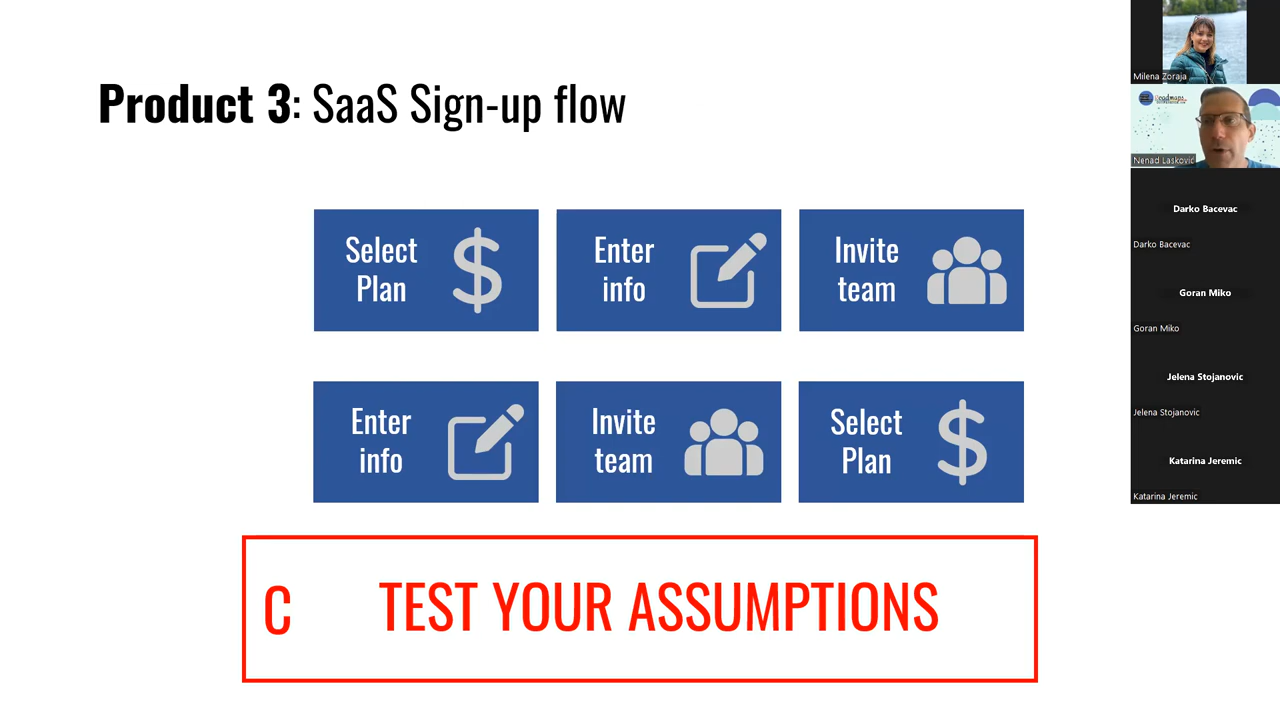 Product 3: SaaS Sign-up flow
Select
Plan
Enter
info
Invite
team
Enter
info
Invite
team
Select
Plan
C
TEST YOUR ASSUMPTIONS
Milena Zoraja
Nenad Lasković
Darko Bacevac
Darko Bacevac
Goran Miko
Goran Miko
Jelena Stojanovic
Jelena Stojanovic
Katarina Jeremic
Katarina Jeremic